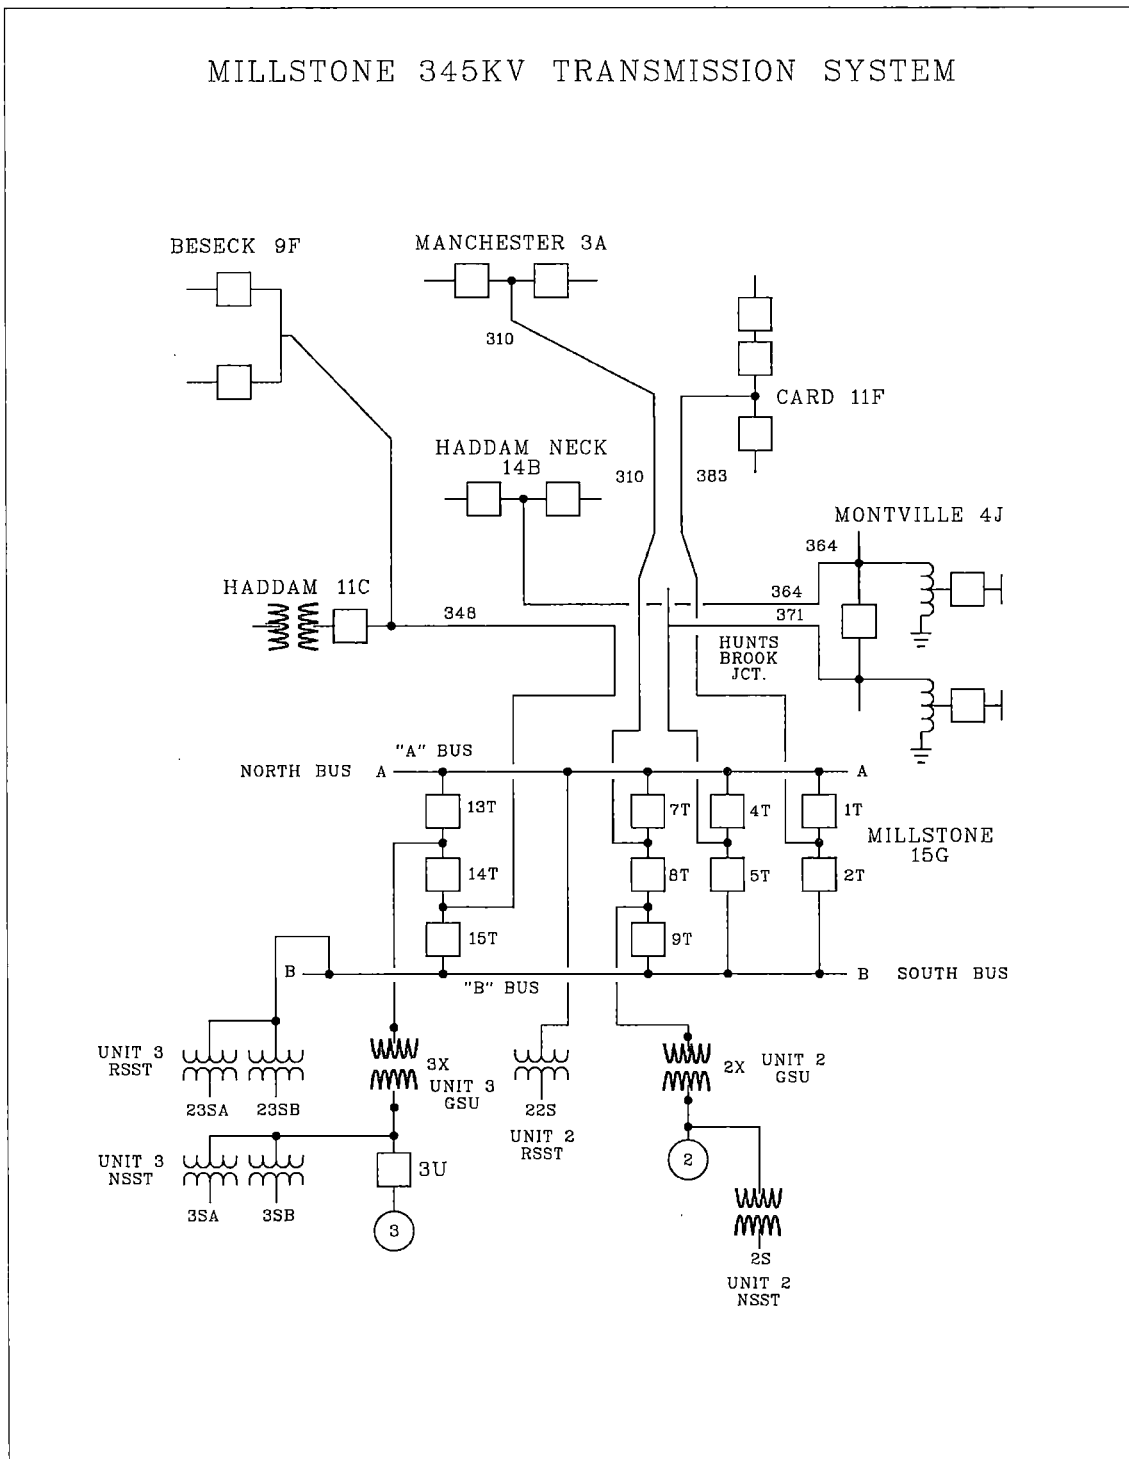 MILLSTONE 345KV TRANSMISSION SYSTEM
BESECK 9F
MANCHESTER 3A
310
CARD 11F
HADDAM NECK
14B
310
383
MONTVILLE 4J
364
HADDAM 11C
364
348
371
HUNTS
BROOK
JCT.
"A" BUS
NORTH BUS A
A
13T
7T
4T
1T
MILLSTONE
15G
14T
8T
5T
2T
15T
9T
B
"B" BUS
B SOUTH BUS
UNIT 3
RSST
23SA
23SB
3X
UNIT 3
GSU
22S
UNIT 2
RSST
2X
UNIT 2
GSU
UNIT 3
NSST
3SA
3SB
3U
3
2
2S
UNIT 2
NSST